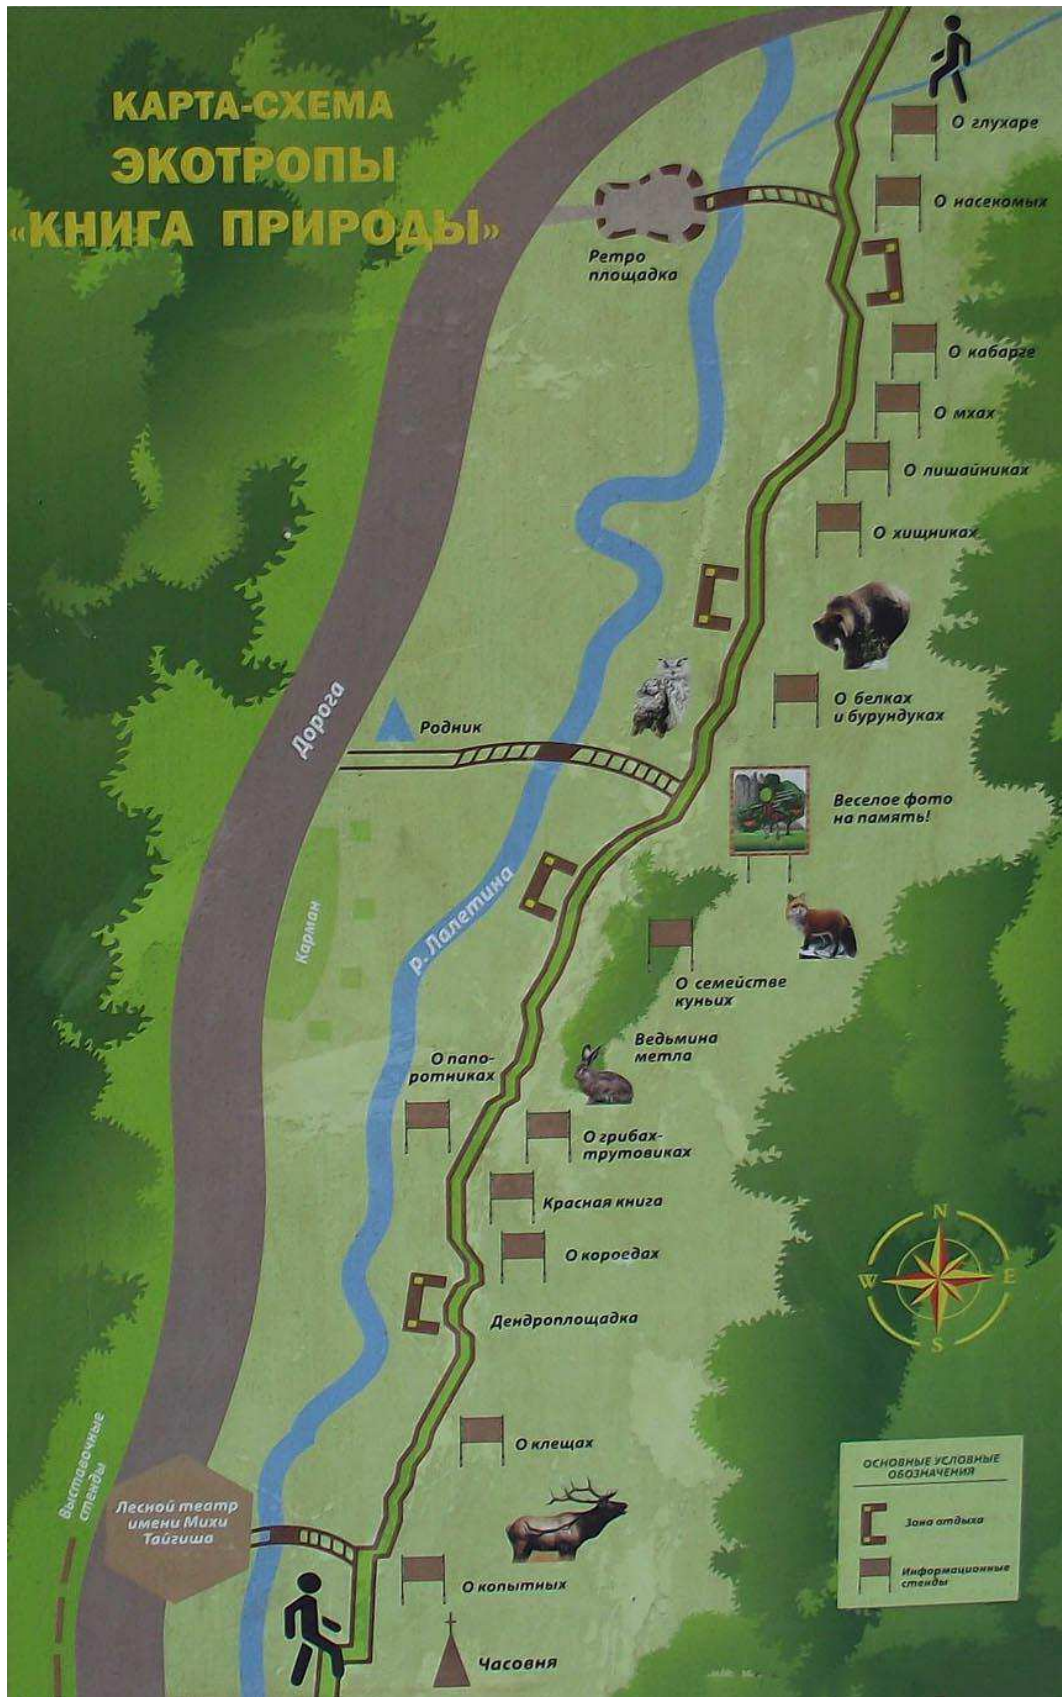 КАРТА-СХЕМА
ЭКОТРОПЫ
«КНИГА ПРИРОДЫ»
О глухаре
О насекомых
Ретро
площадка
О кабарге
О мхах
О лишайниках
О хищниках
О белках
и бурундуках
Дорога
Родник
Веселое фото
на память!
р. Лалетина
Карман
О семействе
куньих
Ведьмина
метла
О папо-
ротниках
О грибах-
трутовиках
Красная книга
О короедах
Дендроплощадка
N
W
E
S
О клещах
Выставочные
стенды
Лесной театр
имени Михи
Тайгиша
О копытных
Часовня
ОСНОВНЫЕ УСЛОВНЫЕ
ОБОЗНАЧЕНИЯ
Зона отдыха
Информационные
стенды